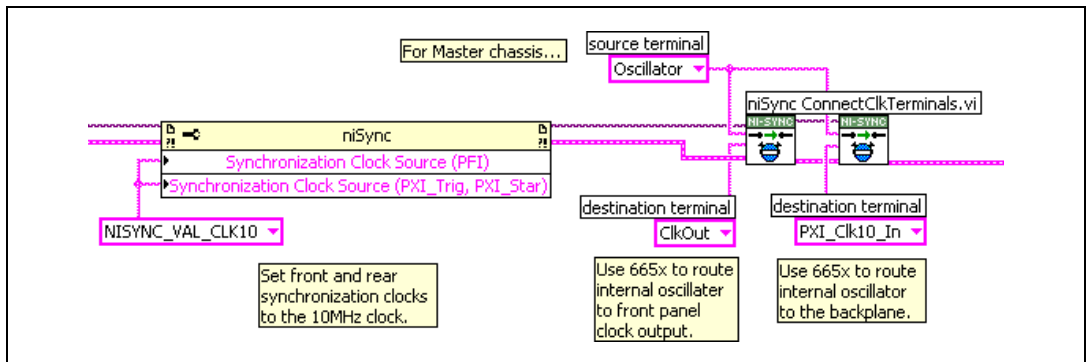 For Master chassis...
source terminal
Oscillator
niSync ConnectClkTerminals.vi
NI-SYNC
NI-SYNC
niSync
Synchronization Clock Source (PFI)
Synchronization Clock Source (PXI_Trig, PXI_Star)
NISYNC_VAL_CLK10
destination terminal
ClkOut
destination terminal
PXI_Clk10_In
Set front and rear
synchronization clocks
to the 10MHz clock.
Use 665x to route
internal oscillater
to front panel
clock output.
Use 665x to route
internal oscillator
to the backplane.